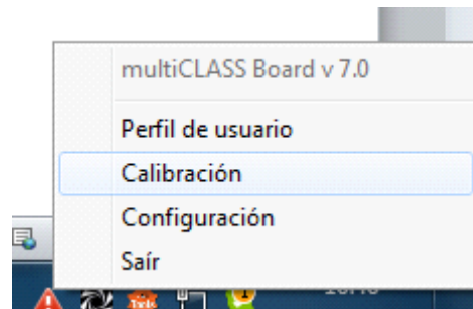 multiCLASS Board v 7.0
Perfil de usuario
Calibración
Configuración
Saír